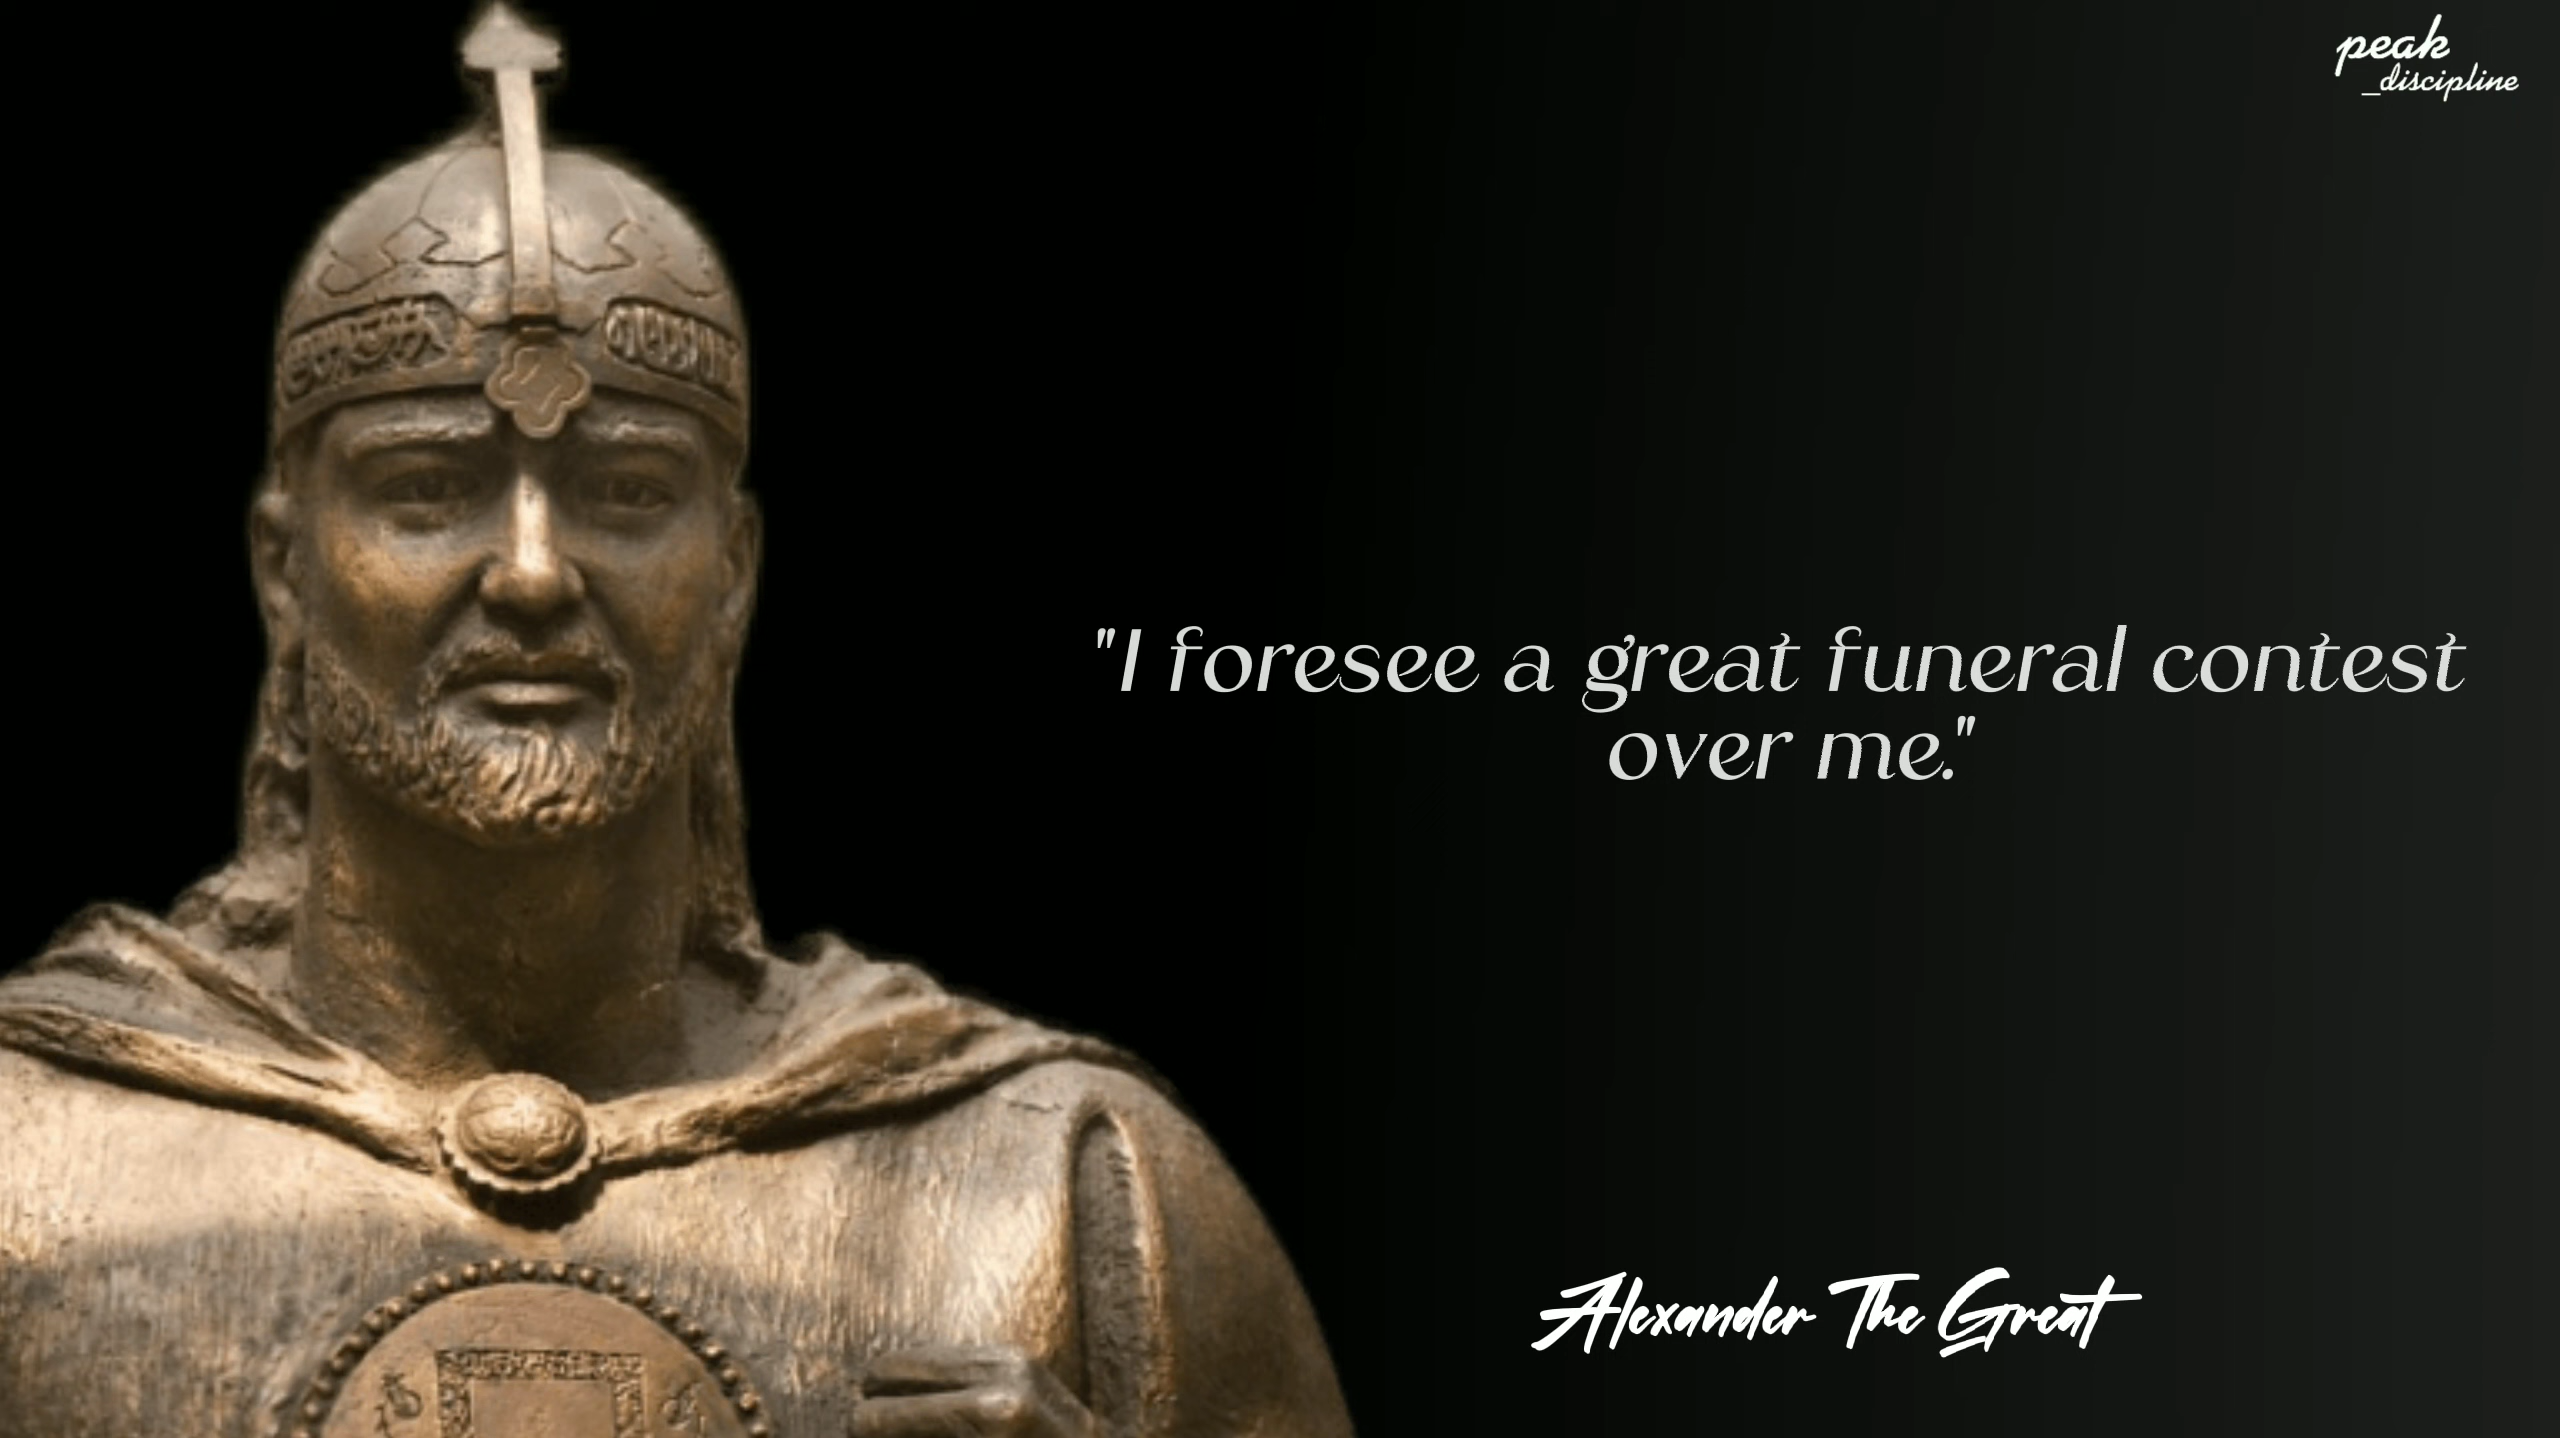 peak
_discipline
"I foresee a great funeral contest
over me."
Alexander The Great